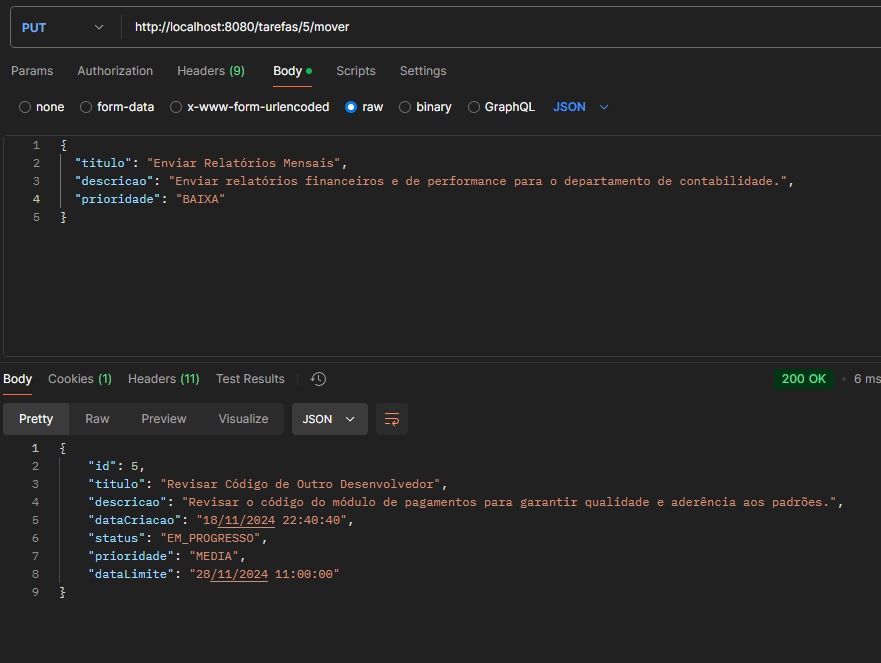 PUT http://localhost:8080/tarefas/5/mover
Params Authorization Headers (9) Body Scripts Settings
none form-data x-www-form-urlencoded raw binary GraphQL JSON
1 {
2 "titulo": "Enviar Relatórios Mensais",
3 "descricao": "Enviar relatórios financeiros e de performance para o departamento de contabilidade.",
4 "prioridade": "BAIXA"
5 }
Body Cookies (1) Headers (11) Test Results 200 OK • 6 ms
Pretty Raw Preview Visualize JSON
1 {
2 "id": 5,
3 "titulo": "Revisar Código de Outro Desenvolvedor",
4 "descricao": "Revisar o código do módulo de pagamentos para garantir qualidade e aderência aos padrões.",
5 "dataCriacao": "18/11/2024 22:40:40",
6 "status": "EM_PROGRESSO",
7 "prioridade": "MEDIA",
8 "dataLimite": "28/11/2024 11:00:00"
9 }